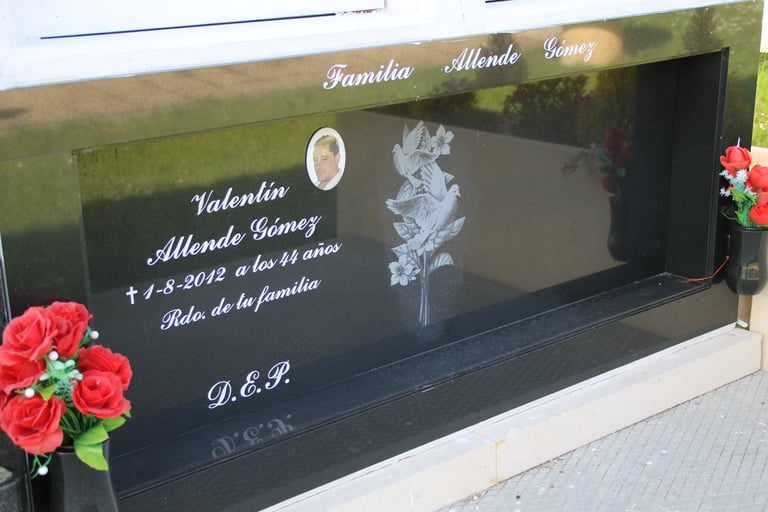 Familia Allende Gómez
Valentín
Allende Gómez
✝ 1-8-2012 a los 44 años
Rdo. de tu familia
D.E.P.